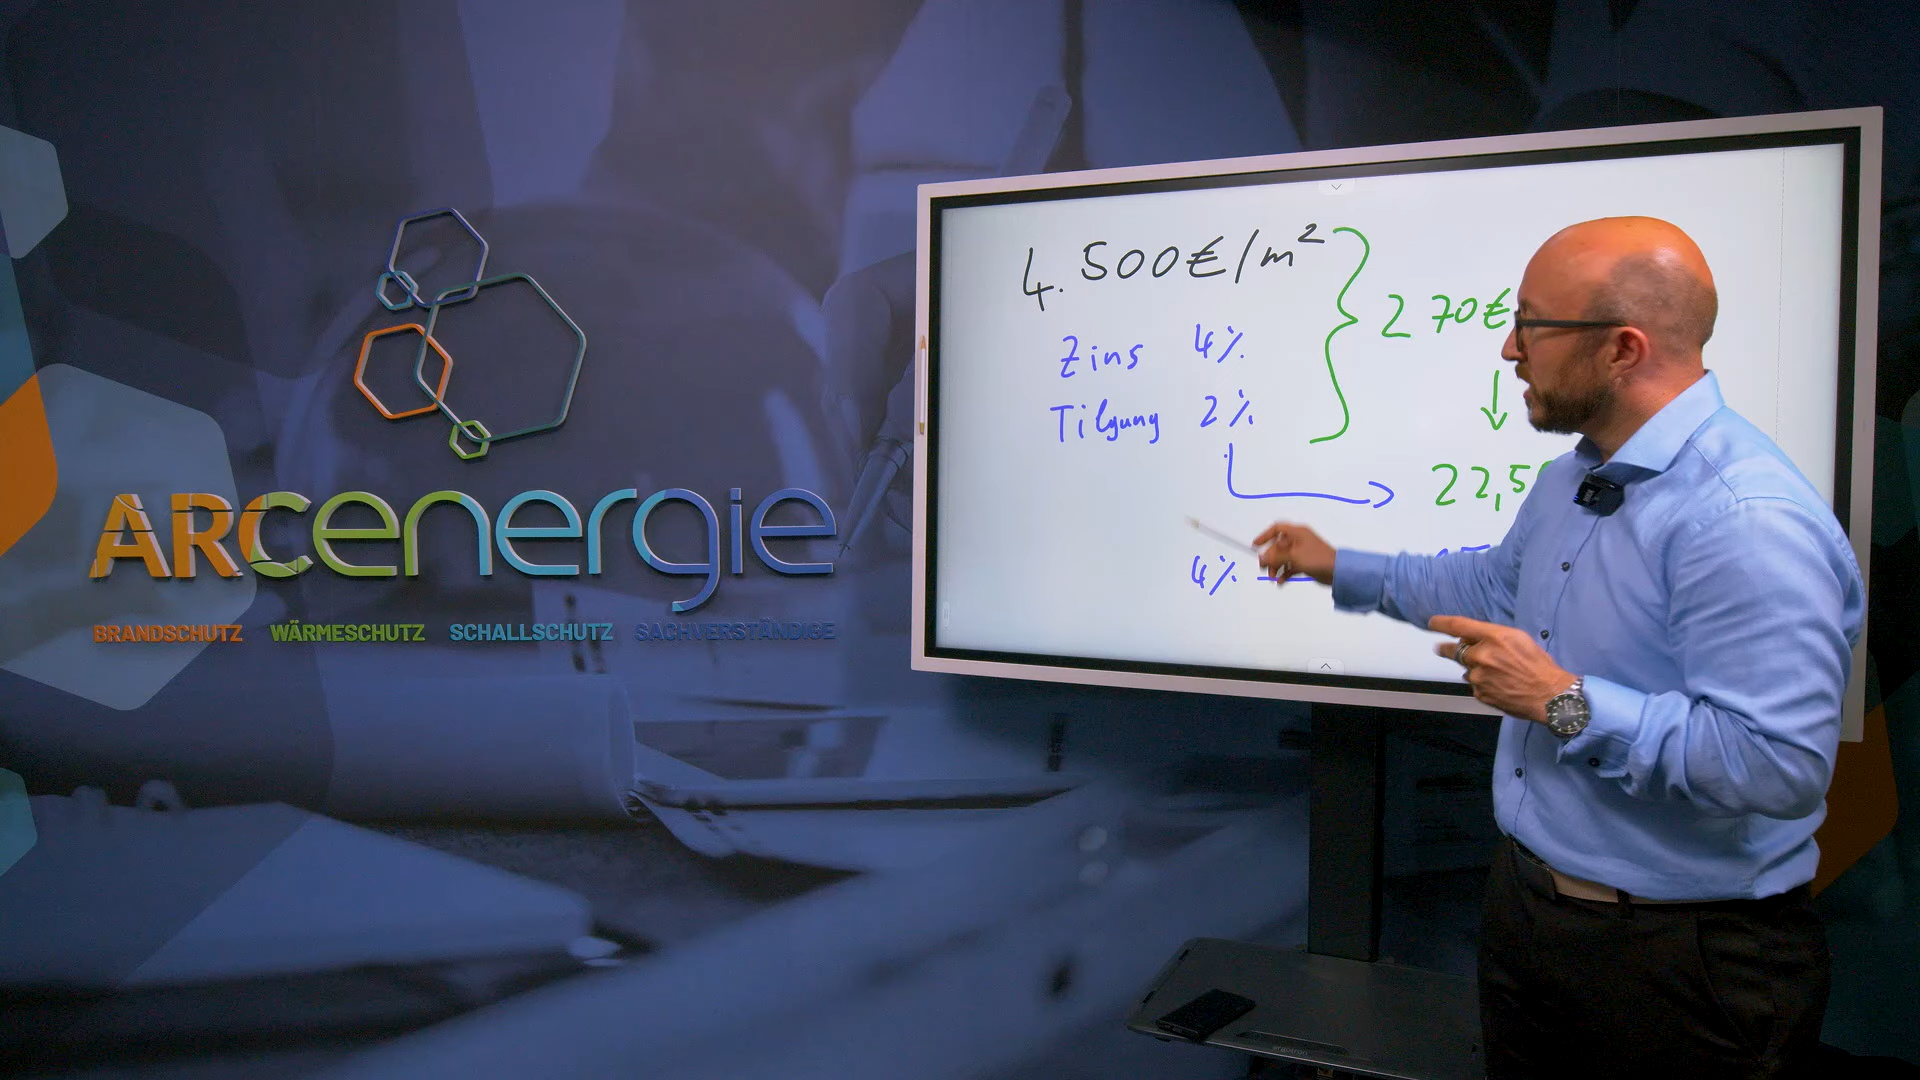 ARCenergie
BRANDSCHUTZ WÄRMESCHUTZ SCHALLSCHUTZ SACHVERSTÄNDIGE
4.500€/m²
Zins 4%
270€
Tilgung 2%
22,5
4%